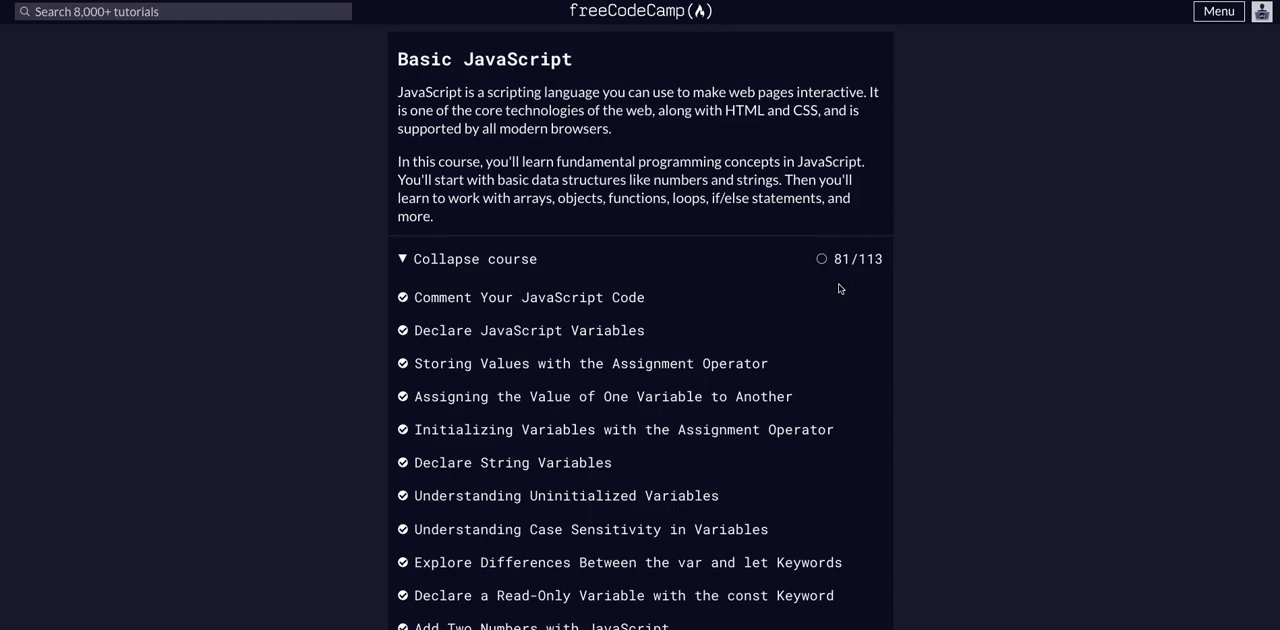 Search 8,000+ tutorials
freeCodeCamp
Menu
Basic JavaScript
JavaScript is a scripting language you can use to make web pages interactive. It
is one of the core technologies of the web, along with HTML and CSS, and is
supported by all modern browsers.
In this course, you'll learn fundamental programming concepts in JavaScript.
You'll start with basic data structures like numbers and strings. Then you'll
learn to work with arrays, objects, functions, loops, if/else statements, and
more.
Collapse course
81/113
Comment Your JavaScript Code
Declare JavaScript Variables
Storing Values with the Assignment Operator
Assigning the Value of One Variable to Another
Initializing Variables with the Assignment Operator
Declare String Variables
Understanding Uninitialized Variables
Understanding Case Sensitivity in Variables
Explore Differences Between the var and let Keywords
Declare a Read-Only Variable with the const Keyword
Add Two Numbers with JavaScript